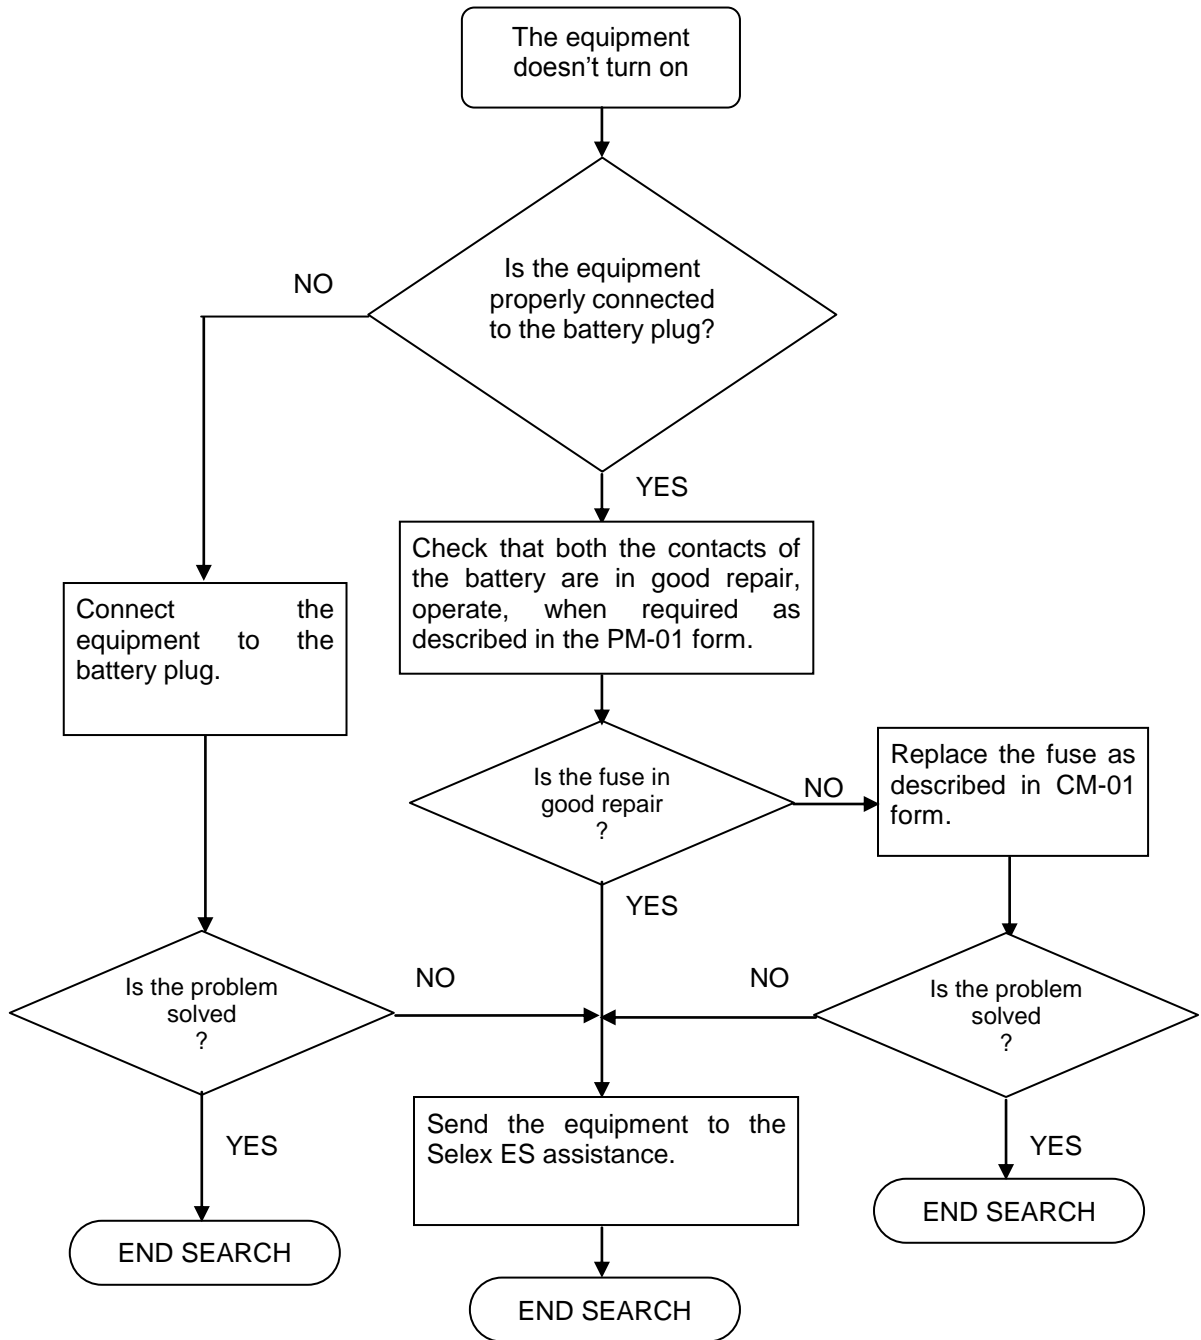 The equipment
doesn't turn on
Is the equipment
properly connected
to the battery plug?
NO
YES
Connect the
equipment to the
battery plug.
Check that both the contacts of
the battery are in good repair,
operate, when required as
described in the PM-01 form.
Is the fuse in
good repair
?
NO
Replace the fuse as
described in CM-01
form.
YES
Is the problem
solved
?
NO
NO
Is the problem
solved
?
YES
Send the equipment to the
Selex ES assistance.
YES
END SEARCH
END SEARCH
END SEARCH